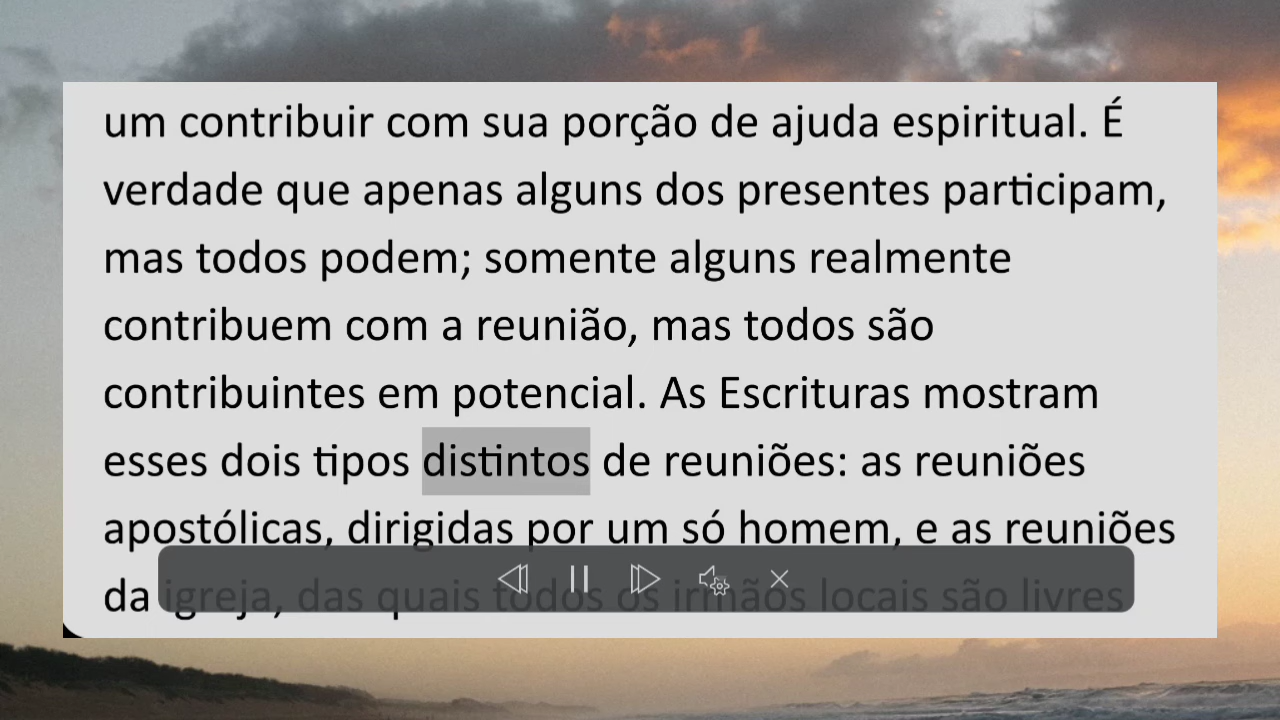 um contribuir com sua porção de ajuda espiritual. É
verdade que apenas alguns dos presentes participam,
mas todos podem; somente alguns realmente
contribuem com a reunião, mas todos são
contribuintes em potencial. As Escrituras mostram
esses dois tipos distintos de reuniões: as reuniões
apostólicas, dirigidas por um só homem, e as reuniões
da igreja, das quais todos os irmãos locais são livres